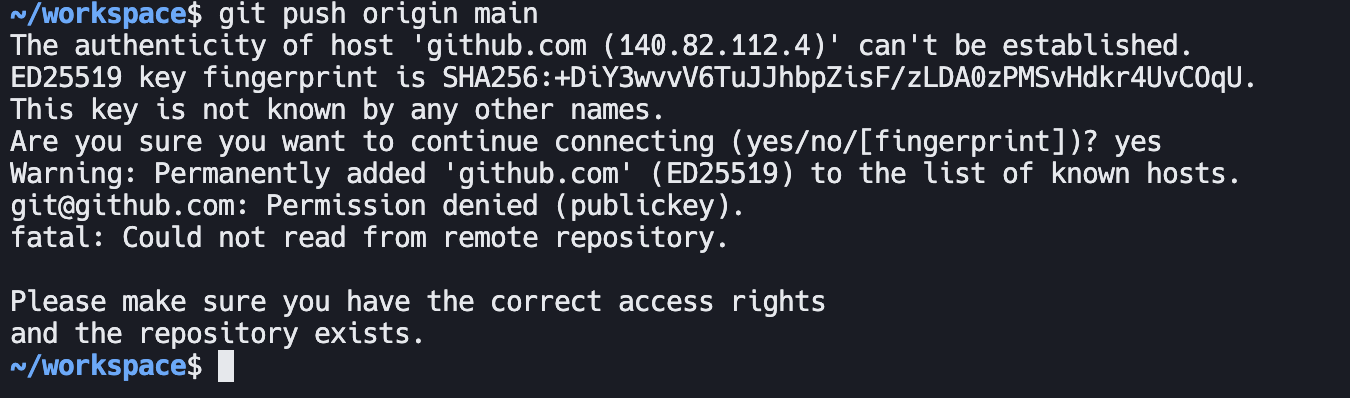 ~/workspace$ git push origin main
The authenticity of host 'github.com (140.82.112.4)' can't be established.
ED25519 key fingerprint is SHA256:+DiY3wvvV6TuJJhbpZisF/zLDA0zPMSvHdkr4UvCOqU.
This key is not known by any other names.
Are you sure you want to continue connecting (yes/no/[fingerprint])? yes
Warning: Permanently added 'github.com' (ED25519) to the list of known hosts.
git@github.com: Permission denied (publickey).
fatal: Could not read from remote repository.

Please make sure you have the correct access rights
and the repository exists.
~/workspace$